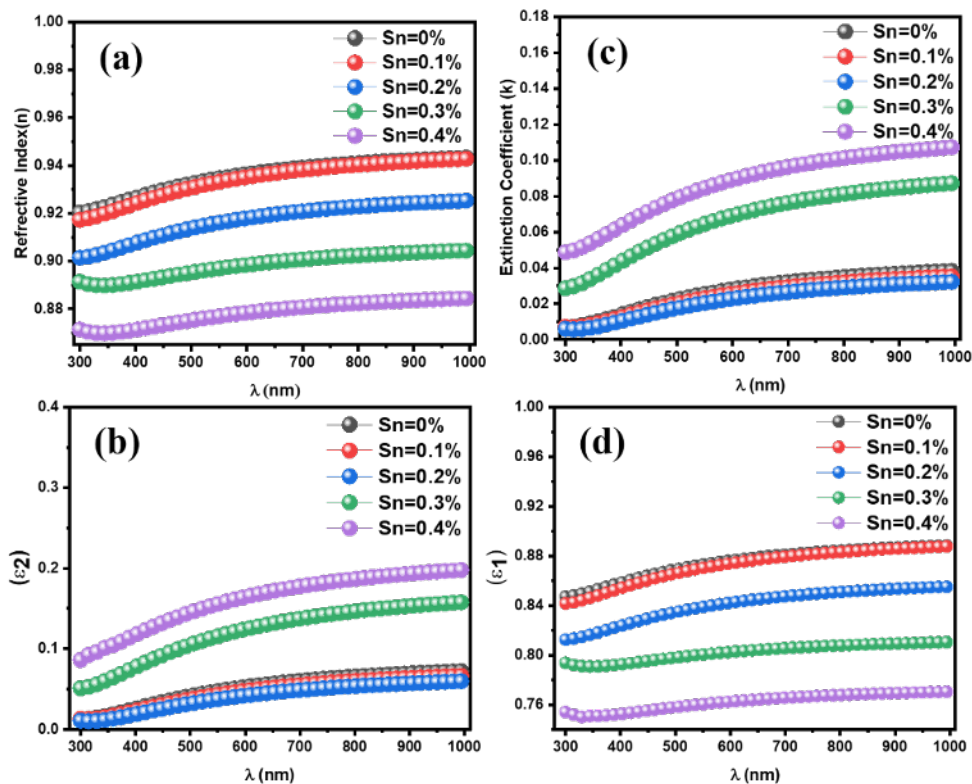 (a)
Sn=0%
Sn=0.1%
Sn=0.2%
Sn=0.3%
Sn=0.4%
1.00
0.98
0.96
0.94
0.92
0.90
0.88
Refrective Index(n)
300 400 500 600 700 800 900 1000
λ (nm)
(c)
Sn=0%
Sn=0.1%
Sn=0.2%
Sn=0.3%
Sn=0.4%
0.18
0.16
0.14
0.12
0.10
0.08
0.06
0.04
0.02
0.00
Extinction Coefficient (k)
300 400 500 600 700 800 900 1000
λ (nm)
(b)
Sn=0%
Sn=0.1%
Sn=0.2%
Sn=0.3%
Sn=0.4%
0.4
0.3
0.2
0.1
0.0
(ε2)
300 400 500 600 700 800 900 1000
λ (nm)
(d)
Sn=0%
Sn=0.1%
Sn=0.2%
Sn=0.3%
Sn=0.4%
1.00
0.96
0.92
0.88
0.84
0.80
0.76
(ε1)
300 400 500 600 700 800 900 1000
λ (nm)